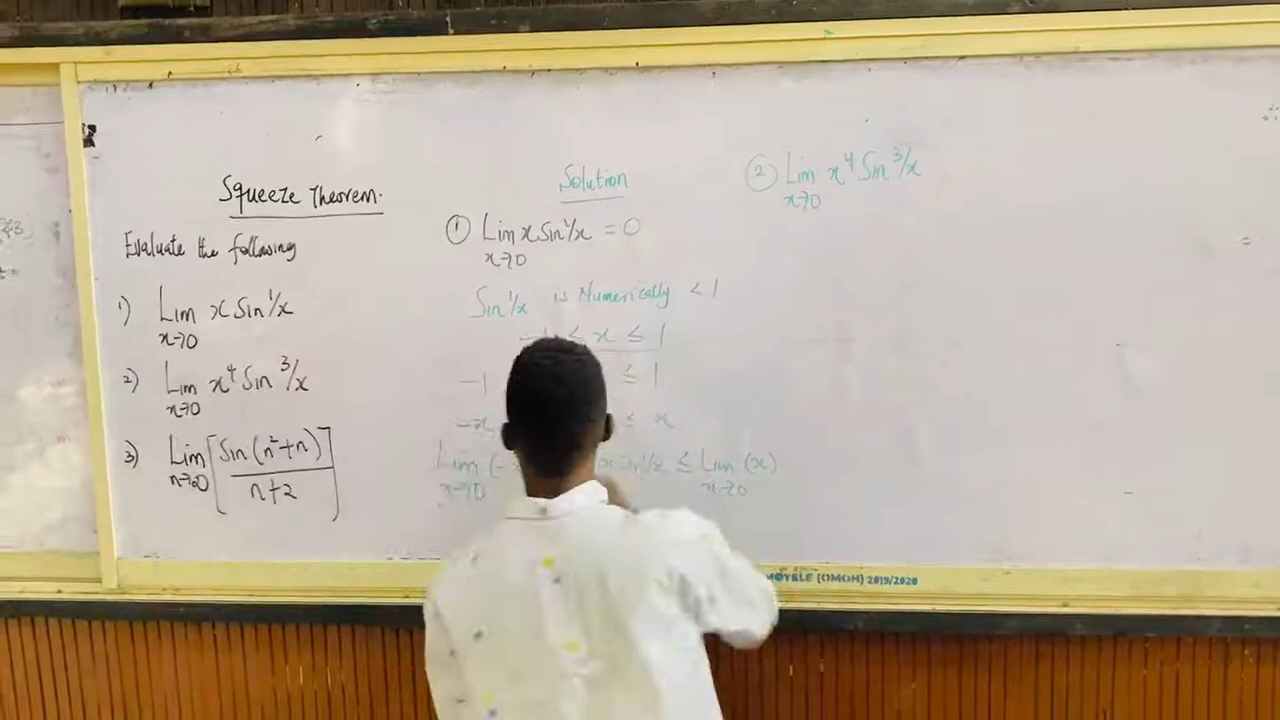 Squeeze Theorem.
Evaluate the following
1) Lim x→0 x Sin 1/x
2) Lim x→0 x⁴ Sin 3/x
3) Lim n→∞ [Sin (n²+n) / n+2]
Solution
① Lim x→0 x Sin 1/x = 0
Sin 1/x is Numerically < 1
-1 ≤ x ≤ 1
-1 ≤ 1
-x ≤ x
Lim x→0 (- x Sin 1/x ≤ Lim x→0 (x)
② Lim x→0 x⁴ Sin 3/x
=
(OMOH) 2019/2020